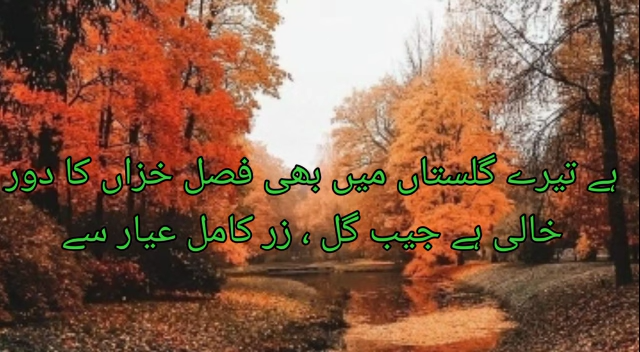 ہے تیرے گلستاں میں بھی فصل خزاں کا دور
خالی ہے جیب گل ، زر کامل عیار سے